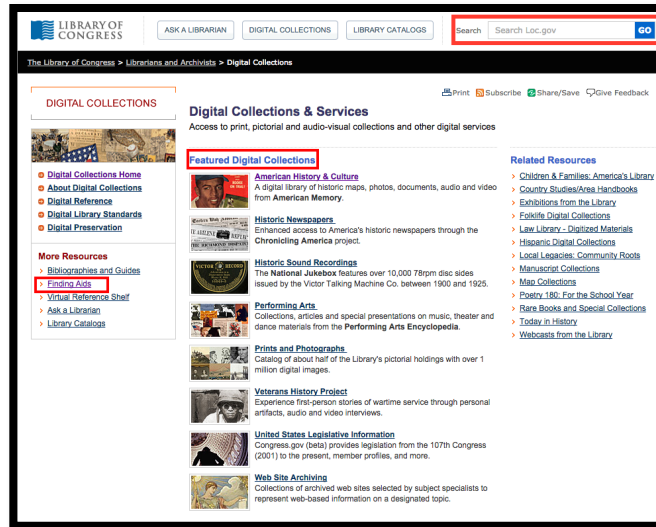 LIBRARY OF
CONGRESS
ASK A LIBRARIAN
DIGITAL COLLECTIONS
LIBRARY CATALOGS
Search
Search Loc.gov
GO
The Library of Congress > Librarians and Archivists > Digital Collections
Print Subscribe Share/Save Give Feedback
DIGITAL COLLECTIONS
Digital Collections Home
About Digital Collections
Digital Reference
Digital Library Standards
Digital Preservation
More Resources
Bibliographies and Guides
Finding Aids
Virtual Reference Shelf
Ask a Librarian
Library Catalogs
Digital Collections & Services
Access to print, pictorial and audio-visual collections and other digital services
Featured Digital Collections
American History & Culture
A digital library of historic maps, photos, documents, audio and video
from American Memory.
Historic Newspapers
Enhanced access to America's historic newspapers through the
Chronicling America project.
Historic Sound Recordings
The National Jukebox features over 10,000 78rpm disc sides
issued by the Victor Talking Machine Co. between 1900 and 1925.
Performing Arts
Collections, articles and special presentations on music, theater and
dance materials from the Performing Arts Encyclopedia.
Prints and Photographs
Catalog of about half of the Library's pictorial holdings with over 1
million digital images.
Veterans History Project
Experience first-person stories of wartime service through personal
artifacts, audio and video interviews.
United States Legislative Information
Congress.gov (beta) provides legislation from the 107th Congress
(2001) to the present, member profiles, and more.
Web Site Archiving
Collections of archived web sites selected by subject specialists to
represent web-based information on a designated topic.
Related Resources
Children & Families: America's Library
Country Studies/Area Handbooks
Exhibitions from the Library
Folklife Digital Collections
Law Library - Digitized Materials
Hispanic Digital Collections
Local Legacies: Community Roots
Manuscript Collections
Map Collections
Poetry 180: For the School Year
Rare Books and Special Collections
Today in History
Webcasts from the Library